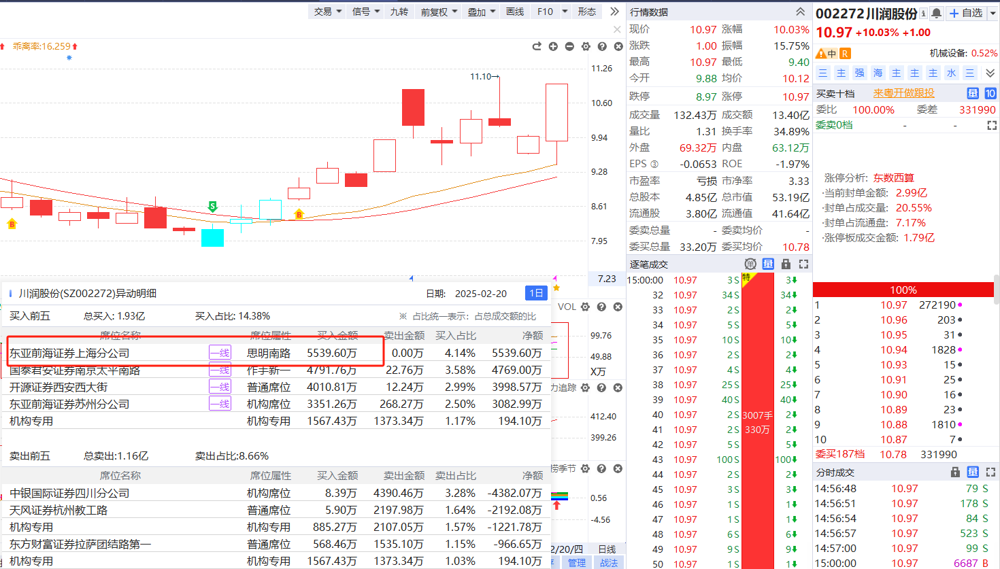 交易 信号 九转 前复权 叠加 画线 F10 形态
乖离率:16.259
11.10→
11.26
10.60
9.94
9.28
8.61
7.95
7.23
S
B
B
川润股份(SZ002272)异动明细 日期: 2025-02-20 1日
买入前五 总买入: 1.93亿 买入占比: 14.38% ※ 占比统一表示: 占总成交额的比
席位名称 席位属性 买入金额 卖出金额 买入占比 净额
东亚前海证券上海分公司 一线 思明南路 5539.60万 0.00万 4.14% 5539.60万
国泰君安证券南京太平南路 一线 作手新一 4791.76万 22.76万 3.58% 4769.00万
开源证券西安西大街 一线 普通席位 4010.81万 12.24万 2.99% 3998.57万
东亚前海证券苏州分公司 一线 机构席位 3351.26万 268.27万 2.50% 3082.99万
机构专用 机构专用 1567.43万 1373.34万 1.17% 194.10万
卖出前五 总卖出:1.16亿 卖出占比:8.66%
席位名称 席位属性 买入金额 卖出金额 卖出占比 净额
中银国际证券四川分公司 机构席位 8.39万 4390.46万 3.28% -4382.07万
天风证券杭州教工路 普通席位 5.90万 2197.98万 1.64% -2192.08万
机构专用 机构专用 885.27万 2107.05万 1.57% -1221.78万
东方财富证券拉萨团结路第一 普通席位 568.46万 1535.10万 1.15% -966.65万
机构专用 机构专用 1567.43万 1373.34万 1.03% 194.10万
VOL
99.76
49.88
X万
力追踪
412.40
399.26
捞季节
0.56
-4.56
2/20/四 日线
管理 战法
行情数据
现价 10.97 涨幅 10.03%
涨跌 1.00 振幅 15.75%
最高 10.97 最低 9.40
今开 9.88 均价 10.12
跌停 8.97 涨停 10.97
成交量 132.43万 成交额 13.40亿
量比 1.31 换手率 34.89%
外盘 69.32万 内盘 63.12万
EPS ③ -0.0653 ROE -1.97%
市盈率 亏损 市净率 3.33
总股本 4.85亿 总市值 53.19亿
流通股 3.80亿 流通值 41.64亿
委卖总量 - 委卖均价 -
委买总量 33.20万 委买均价 10.78
逐笔成交 单 量
15:00:00 10.97 3 S 特 3
32 10.97 34 S 34
33 10.97 2 S 2
34 10.97 5 S 5
35 10.97 10 S 10
36 10.97 2 S 2
37 10.97 4 S 4
38 10.97 25 S 25
39 10.97 40 S 40
40 10.97 2 S 3007手 2
41 10.97 2 S 330万 2
42 10.97 5 S 5
43 10.97 100 S 100
44 10.97 2 S 2
45 10.97 3 S 3
46 10.97 1 S 1
47 10.97 1 S 1
48 10.97 6 S 6
49 10.97 9 S 9
50 10.97 1 S 1
002272川润股份 自选
10.97 +10.03% +1.00
中 R 机械设备: 0.52%
三 主 强 海 主 主 主 水 三
买卖十档 来粤开做跟投 量 10
委比 100.00% 委差 331990
委卖0档 - -
涨停分析: 东数西算
·当前封单金额: 2.99亿
·封单占成交量: 20.55%
·封单占流通盘: 7.17%
·涨停板成交金额: 1.79亿
100%
1 10.97 272190
2 10.96 203
3 10.95 31
4 10.94 1828
5 10.93 15
6 10.91 25
7 10.90 16
8 10.89 23
9 10.88 1810
10 10.87 7
委买187档 10.78 331990
分时成交 量
14:56:48 10.97 79 S
14:56:51 10.97 178 S
14:56:54 10.97 84 S
14:56:57 10.97 523 S
14:57:00 10.97 99 S
15:00:00 10.97 6687 B